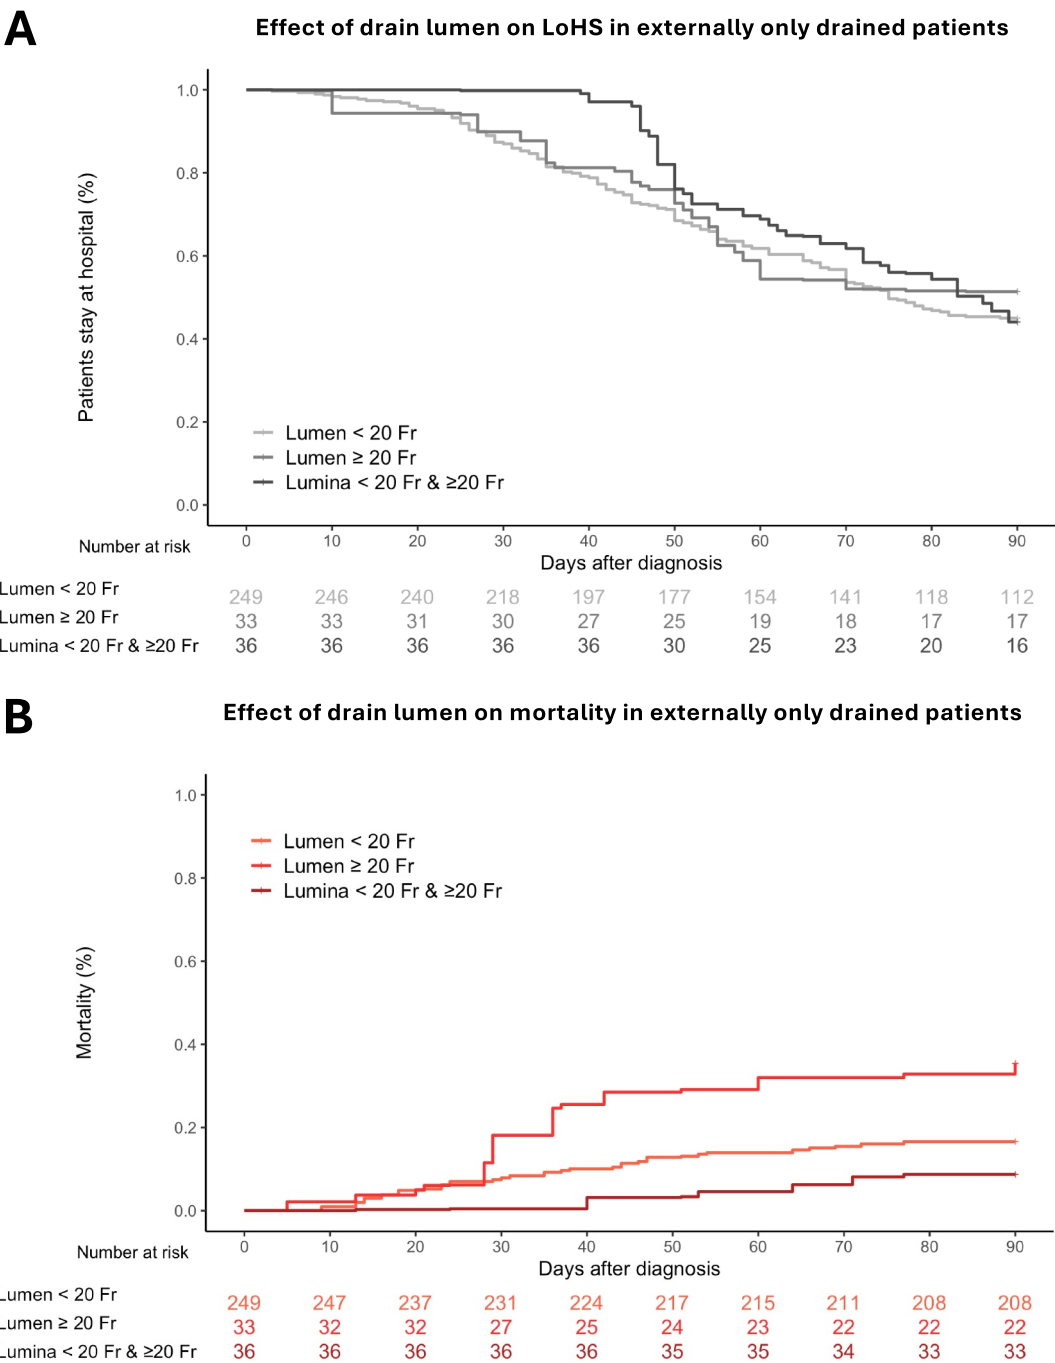 A
Effect of drain lumen on LoHS in externally only drained patients
Patients stay at hospital (%)
1.0
0.8
0.6
0.4
0.2
0.0
Lumen < 20 Fr
Lumen ≥ 20 Fr
Lumina < 20 Fr & ≥20 Fr
0 10 20 30 40 50 60 70 80 90
Number at risk
Days after diagnosis
Lumen < 20 Fr 249 246 240 218 197 177 154 141 118 112
Lumen ≥ 20 Fr 33 33 31 30 27 25 19 18 17 17
Lumina < 20 Fr & ≥20 Fr 36 36 36 36 36 30 25 23 20 16
B
Effect of drain lumen on mortality in externally only drained patients
Mortality (%)
1.0
0.8
0.6
0.4
0.2
0.0
Lumen < 20 Fr
Lumen ≥ 20 Fr
Lumina < 20 Fr & ≥20 Fr
0 10 20 30 40 50 60 70 80 90
Number at risk
Days after diagnosis
Lumen < 20 Fr 249 247 237 231 224 217 215 211 208 208
Lumen ≥ 20 Fr 33 32 32 27 25 24 23 22 22 22
Lumina < 20 Fr & ≥20 Fr 36 36 36 36 36 35 35 34 33 33